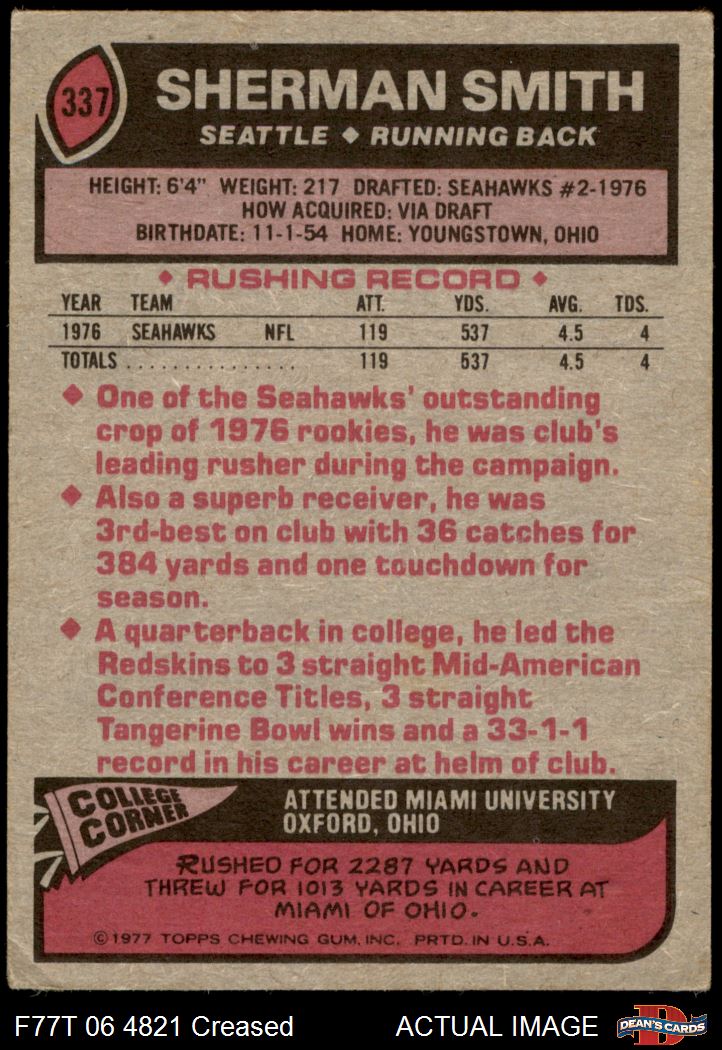 337
SHERMAN SMITH
SEATTLE ◆ RUNNING BACK
HEIGHT: 6'4" WEIGHT: 217 DRAFTED: SEAHAWKS #2-1976
HOW ACQUIRED: VIA DRAFT
BIRTHDATE: 11-1-54 HOME: YOUNGSTOWN, OHIO
◆ RUSHING RECORD ◆
YEAR TEAM ATT. YDS. AVG. TDS.
1976 SEAHAWKS NFL 119 537 4.5 4
TOTALS . . . . . . . . . . . . . . . 119 537 4.5 4
◆ One of the Seahawks' outstanding
crop of 1976 rookies, he was club's
leading rusher during the campaign.
◆ Also a superb receiver, he was
3rd-best on club with 36 catches for
384 yards and one touchdown for
season.
◆ A quarterback in college, he led the
Redskins to 3 straight Mid-American
Conference Titles, 3 straight
Tangerine Bowl wins and a 33-1-1
record in his career at helm of club.
COLLEGE
CORNER
ATTENDED MIAMI UNIVERSITY
OXFORD, OHIO
RUSHED FOR 2287 YARDS AND
THREW FOR 1013 YARDS IN CAREER AT
MIAMI OF OHIO.
© 1977 TOPPS CHEWING GUM, INC. PRTD. IN U.S.A.
F77T 06 4821 Creased
ACTUAL IMAGE
D
DEAN'S CARDS